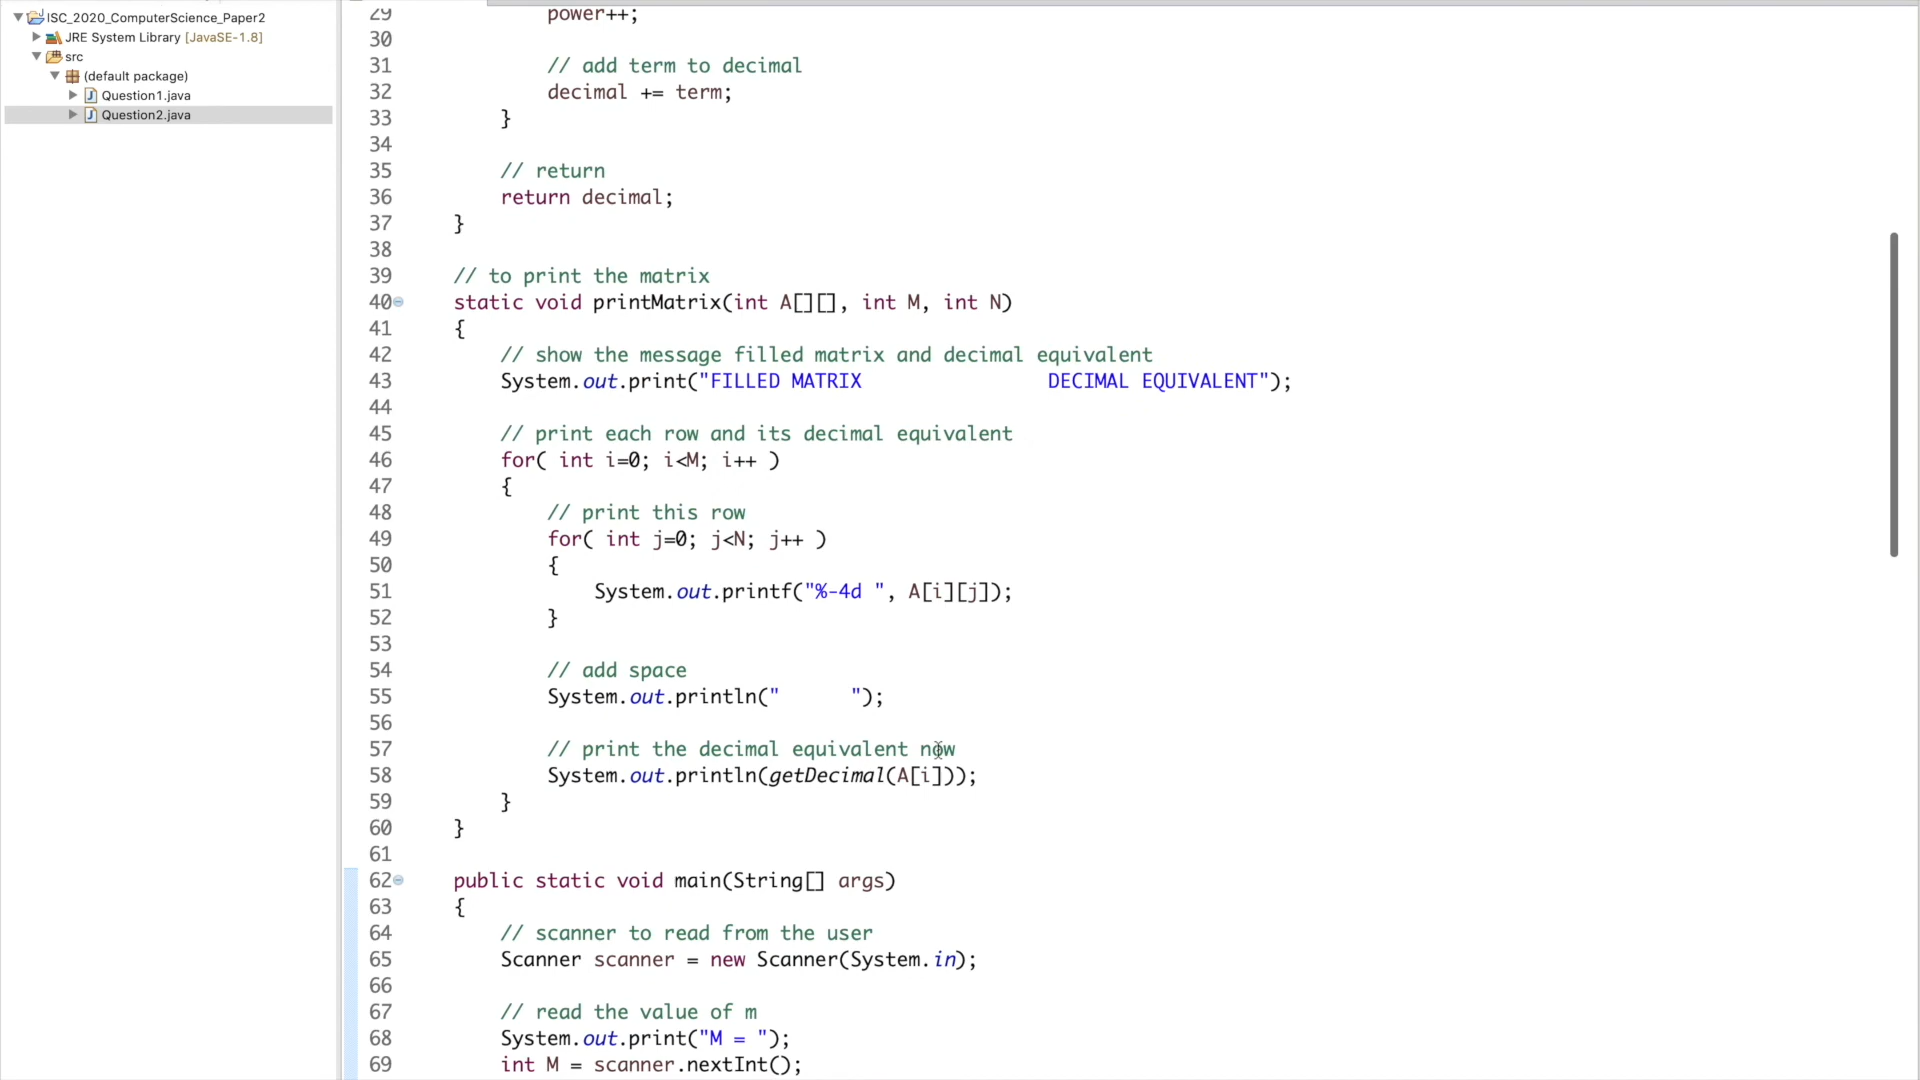 ISC_2020_ComputerScience_Paper2
JRE System Library [JavaSE-1.8]
src
(default package)
Question1.java
Question2.java
29 power++;
30
31 // add term to decimal
32 decimal += term;
33 }
34
35 // return
36 return decimal;
37 }
38
39 // to print the matrix
40 static void printMatrix(int A[][], int M, int N)
41 {
42 // show the message filled matrix and decimal equivalent
43 System.out.print("FILLED MATRIX                DECIMAL EQUIVALENT");
44
45 // print each row and its decimal equivalent
46 for( int i=0; i<M; i++ )
47 {
48 // print this row
49 for( int j=0; j<N; j++ )
50 {
51 System.out.printf("%-4d ", A[i][j]);
52 }
53
54 // add space
55 System.out.println("      ");
56
57 // print the decimal equivalent now
58 System.out.println(getDecimal(A[i]));
59 }
60 }
61
62 public static void main(String[] args)
63 {
64 // scanner to read from the user
65 Scanner scanner = new Scanner(System.in);
66
67 // read the value of m
68 System.out.print("M = ");
69 int M = scanner.nextInt();